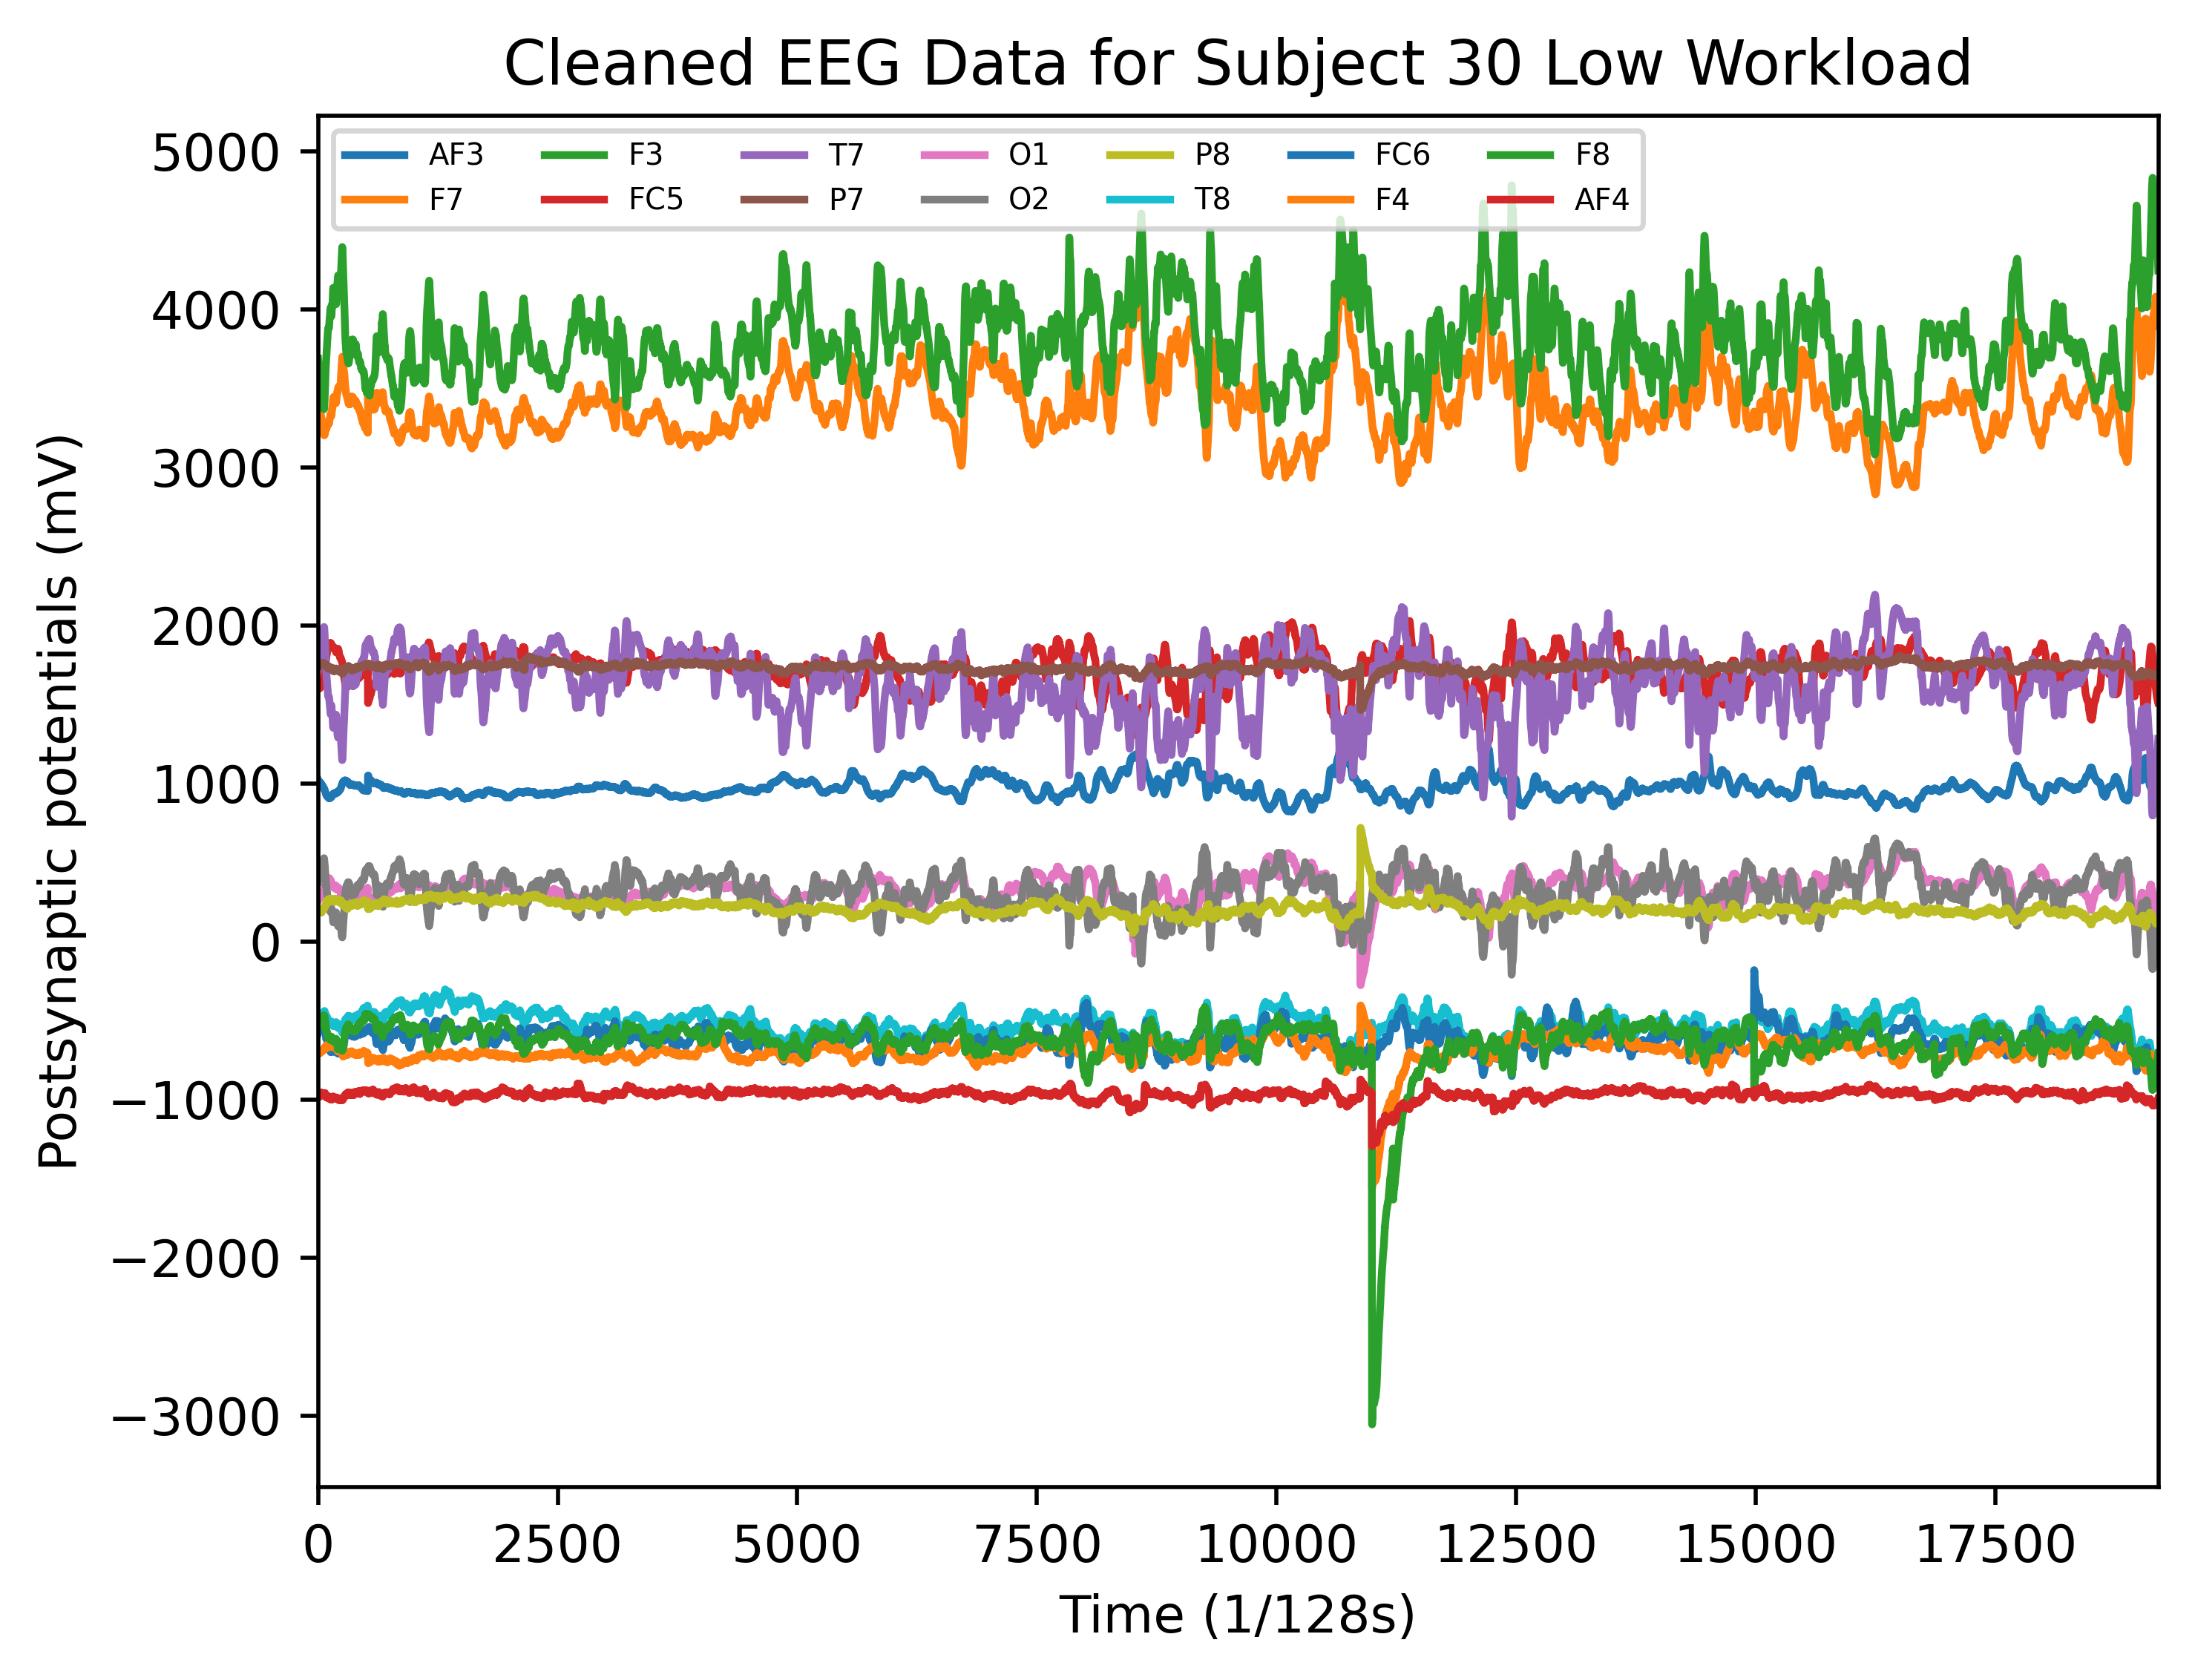 Cleaned EEG Data for Subject 30 Low Workload
AF3 F3 T7 O1 P8 FC6 F8
F7 FC5 P7 O2 T8 F4 AF4
5000
4000
3000
2000
1000
0
−1000
−2000
−3000
Postsynaptic potentials (mV)
0 2500 5000 7500 10000 12500 15000 17500
Time (1/128s)